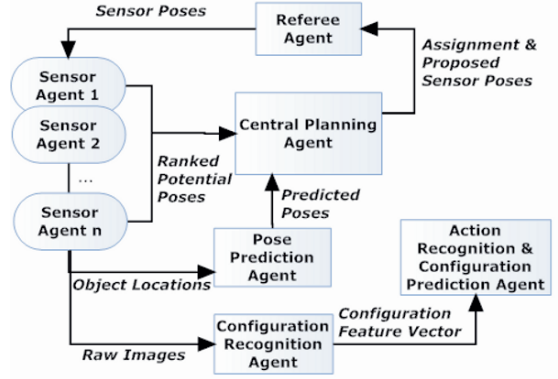 Sensor Poses
Referee
Agent
Assignment &
Proposed
Sensor Poses
Sensor
Agent 1
Sensor
Agent 2
...
Sensor
Agent n
Ranked
Potential
Poses
Central Planning
Agent
Predicted
Poses
Pose
Prediction
Agent
Object Locations
Action
Recognition &
Configuration
Prediction Agent
Configuration
Feature Vector
Configuration
Recognition
Agent
Raw Images